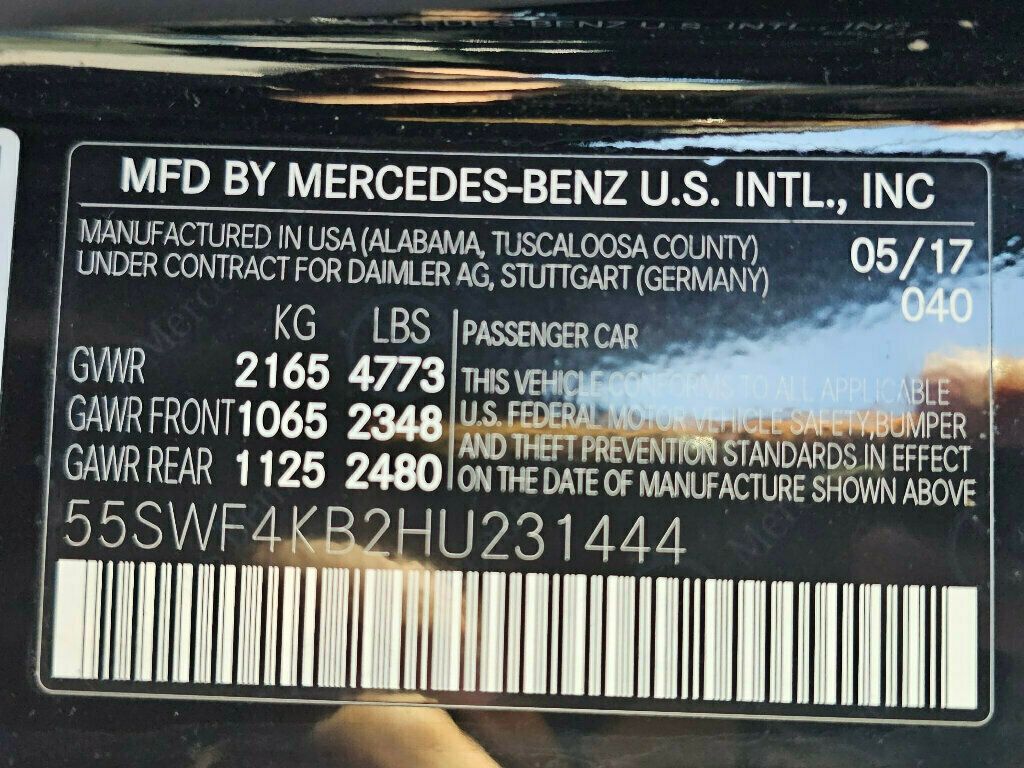 MFD BY MERCEDES-BENZ U.S. INTL., INC
MANUFACTURED IN USA (ALABAMA, TUSCALOOSA COUNTY) 05/17
UNDER CONTRACT FOR DAIMLER AG, STUTTGART (GERMANY) 040
KG LBS
GVWR 2165 4773
GAWR FRONT 1065 2348
GAWR REAR 1125 2480
PASSENGER CAR
THIS VEHICLE CONFORMS TO ALL APPLICABLE
U.S. FEDERAL MOTOR VEHICLE SAFETY, BUMPER
AND THEFT PREVENTION STANDARDS IN EFFECT
ON THE DATE OF MANUFACTURE SHOWN ABOVE
55SWF4KB2HU231444